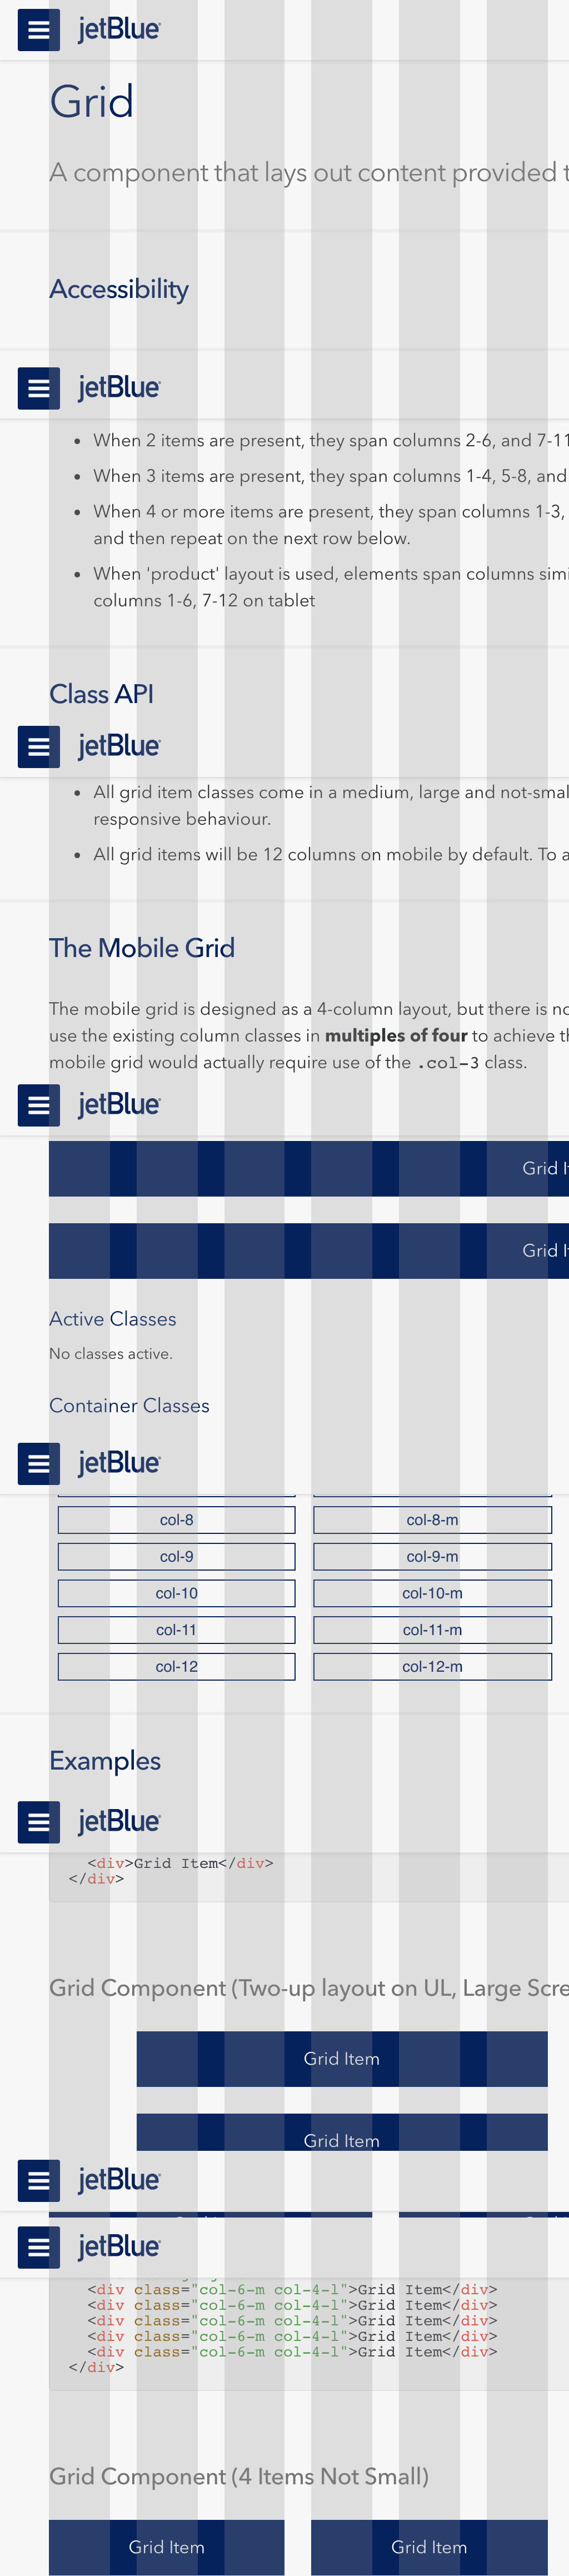 jetBlue
Grid
A component that lays out content provided t
Accessibility
jetBlue
• When 2 items are present, they span columns 2-6, and 7-11
• When 3 items are present, they span columns 1-4, 5-8, and
• When 4 or more items are present, they span columns 1-3,
and then repeat on the next row below.
• When 'product' layout is used, elements span columns simi
columns 1-6, 7-12 on tablet
Class API
jetBlue
• All grid item classes come in a medium, large and not-smal
responsive behaviour.
• All grid items will be 12 columns on mobile by default. To a
The Mobile Grid
The mobile grid is designed as a 4-column layout, but there is no
use the existing column classes in multiples of four to achieve th
mobile grid would actually require use of the .col-3 class.
jetBlue
Grid It
Grid It
Active Classes
No classes active.
Container Classes
jetBlue
col-8 col-8-m
col-9 col-9-m
col-10 col-10-m
col-11 col-11-m
col-12 col-12-m
Examples
jetBlue
<div>Grid Item</div>
</div>
Grid Component (Two-up layout on UL, Large Scre
Grid Item
Grid Item
jetBlue
jetBlue
<div class="col-6-m col-4-l">Grid Item</div>
<div class="col-6-m col-4-l">Grid Item</div>
<div class="col-6-m col-4-l">Grid Item</div>
<div class="col-6-m col-4-l">Grid Item</div>
<div class="col-6-m col-4-l">Grid Item</div>
</div>
Grid Component (4 Items Not Small)
Grid Item Grid Item